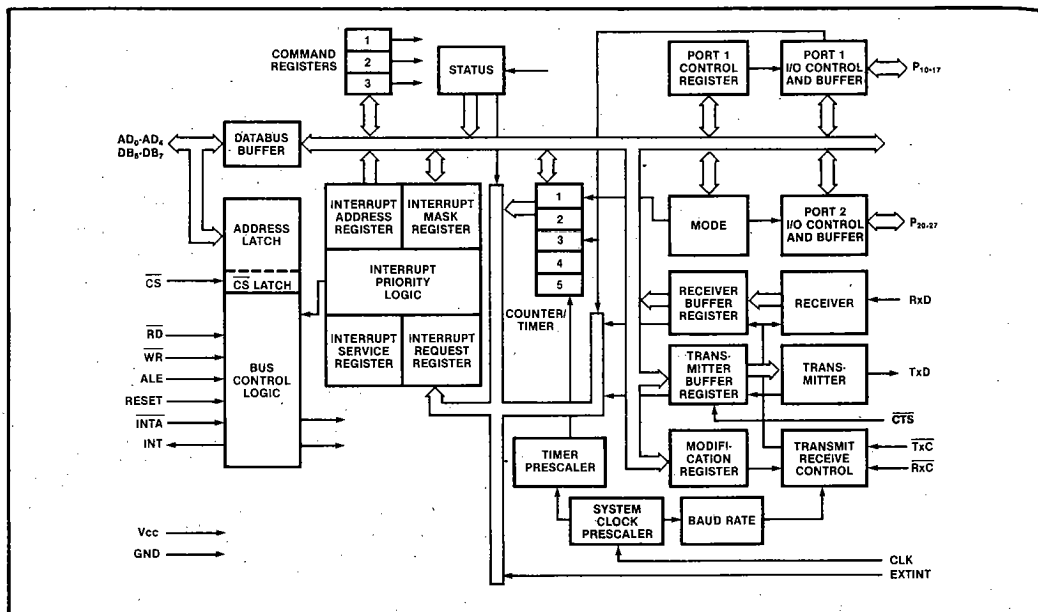 COMMAND
REGISTERS
1
2
3
STATUS
PORT 1
CONTROL
REGISTER
PORT 1
I/O CONTROL
AND BUFFER
P10-17
AD0-AD4
DB5-DB7
DATABUS
BUFFER
ADDRESS
LATCH
CS
CS LATCH
RD
WR
ALE
RESET
INTA
INT
BUS
CONTROL
LOGIC
INTERRUPT
ADDRESS
REGISTER
INTERRUPT
MASK
REGISTER
INTERRUPT
PRIORITY
LOGIC
INTERRUPT
SERVICE
REGISTER
INTERRUPT
REQUEST
REGISTER
1
2
3
4
5
COUNTER/
TIMER
MODE
PORT 2
I/O CONTROL
AND BUFFER
P20-27
RECEIVER
BUFFER
REGISTER
RECEIVER
RxD
TRANS-
MITTER
BUFFER
REGISTER
TRANS-
MITTER
TxD
CTS
MODIFI-
CATION
REGISTER
TRANSMIT
RECEIVE
CONTROL
TxC
RxC
TIMER
PRESCALER
SYSTEM
CLOCK
PRESCALER
BAUD RATE
CLK
EXTINT
Vcc
GND